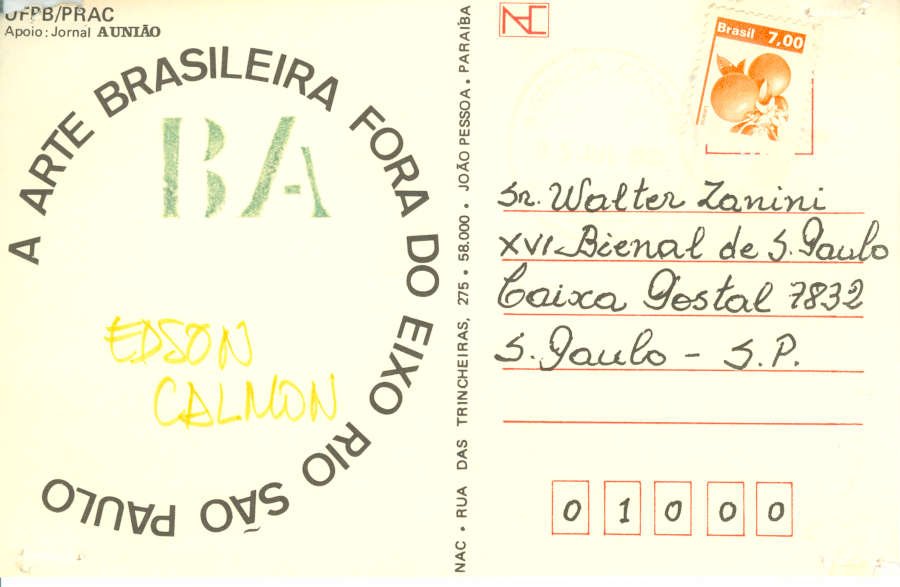 UFPB/PRAC
Apoio: Jornal A UNIÃO
A ARTE BRASILEIRA FORA DO EIXO RIO SÃO PAULO
BA
EDSON
CALMON
NAC • RUA DAS TRINCHEIRAS, 275 • 58.000 • JOÃO PESSOA • PARAÍBA
NAC
Brasil 7,00
Sr. Walter Zanini
XVI-Bienal de S. Paulo
Caixa Postal 7832
S. Paulo - S.P.
0 1 0 0 0